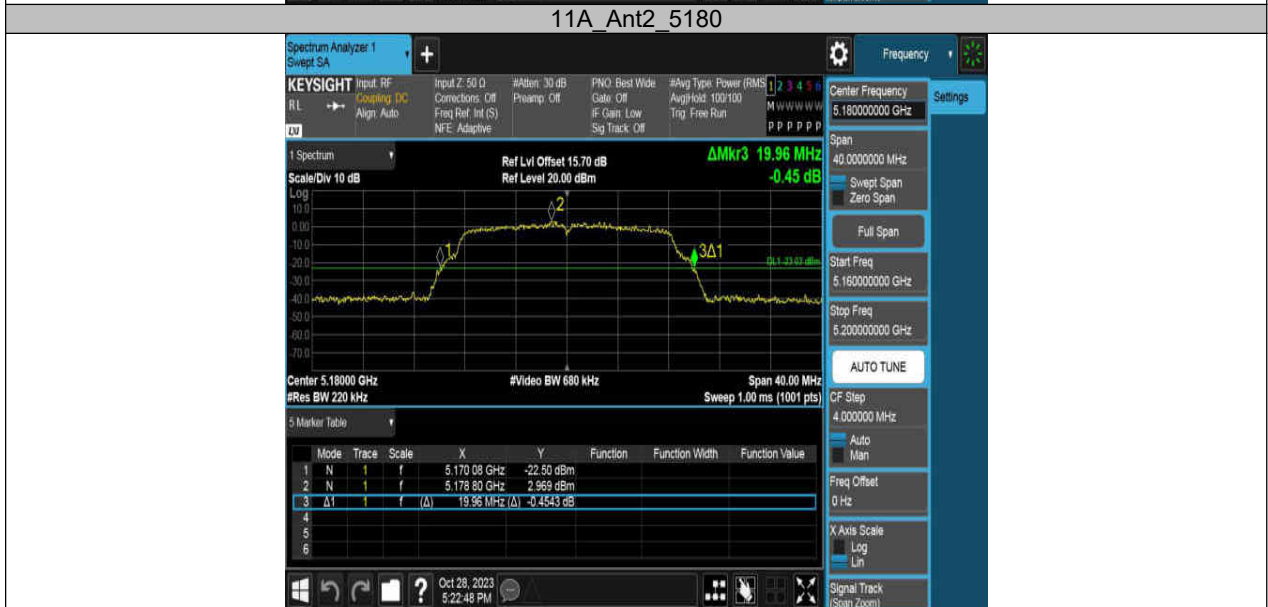 11A_Ant2_5180
Spectrum Analyzer 1
Swept SA
+
Frequency
KEYSIGHT
RL
Input: RF
Coupling: DC
Align: Auto
Input Z: 50 Ω
Corrections: Off
Freq Ref: Int (S)
NFE: Adaptive
#Atten: 30 dB
Preamp: Off
PNO: Best Wide
Gate: Off
IF Gain: Low
Sig Track: Off
#Avg Type: Power (RMS
Avg|Hold: 100/100
Trig: Free Run
1 2 3 4 5 6
M W W W W W
P P P P P P
Center Frequency
5.180000000 GHz
Settings
Span
40.0000000 MHz
Swept Span
Zero Span
Full Span
Start Freq
5.160000000 GHz
Stop Freq
5.200000000 GHz
AUTO TUNE
CF Step
4.000000 MHz
Auto
Man
Freq Offset
0 Hz
X Axis Scale
Log
Lin
Signal Track
(Span Zoom)
1 Spectrum
Scale/Div 10 dB
Ref Lvl Offset 15.70 dB
Ref Level 20.00 dBm
ΔMkr3 19.96 MHz
-0.45 dB
Log
10.0
0.00
-10.0
-20.0
-30.0
-40.0
-50.0
-60.0
-70.0
1
2
3Δ1
DL1 -23.03 dBm
Center 5.18000 GHz
#Res BW 220 kHz
#Video BW 680 kHz
Span 40.00 MHz
Sweep 1.00 ms (1001 pts)
5 Marker Table
Mode Trace Scale X Y Function Function Width Function Value
1 N 1 f 5.170 08 GHz -22.50 dBm
2 N 1 f 5.178 80 GHz 2.969 dBm
3 Δ1 1 f (Δ) 19.96 MHz (Δ) -0.4543 dB
4
5
6
?
Oct 28, 2023
5:22:48 PM